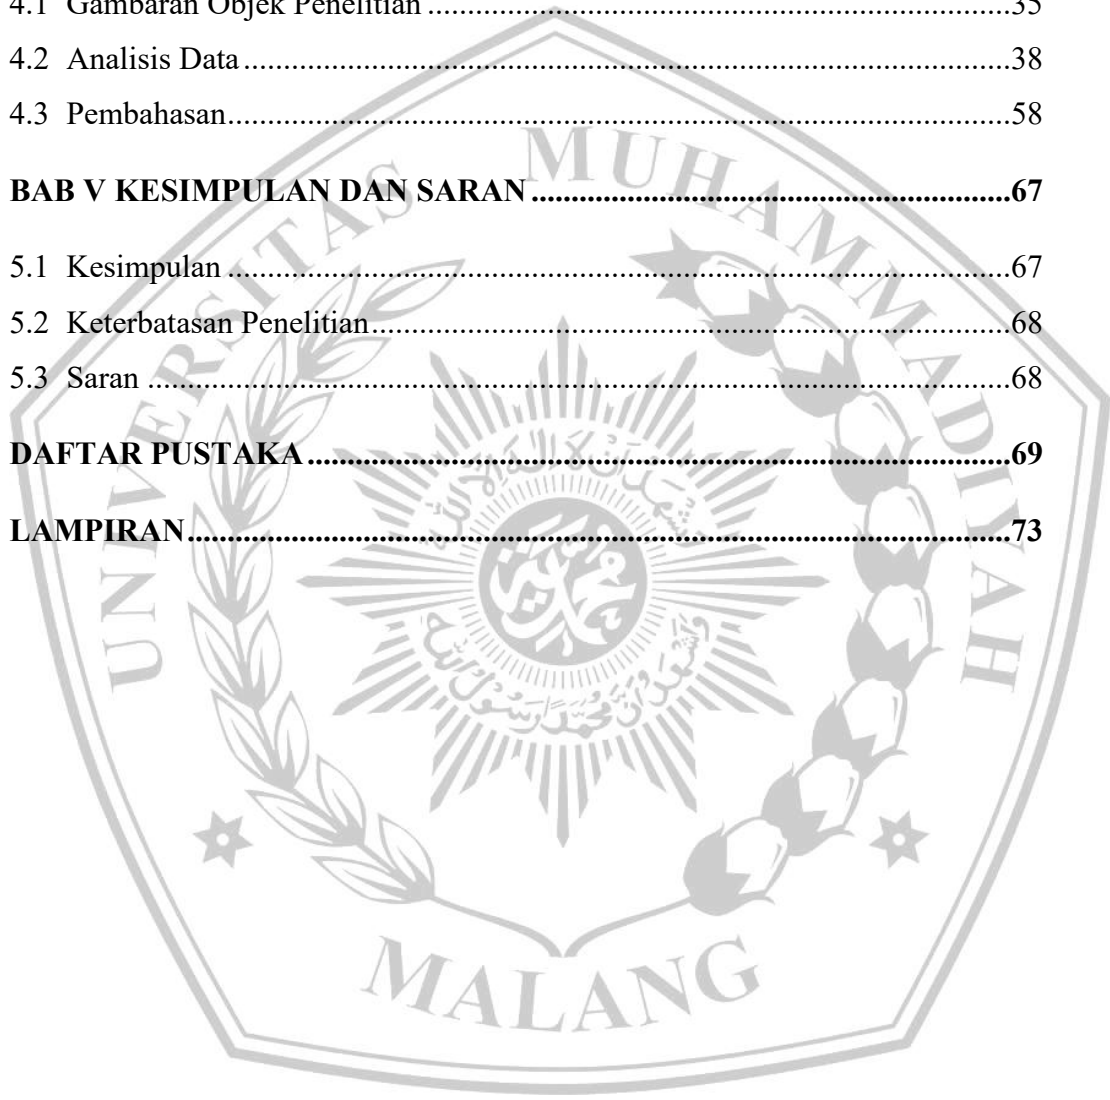 4.1 Gambaran Objek Penelitian ........................................................................... 35
4.2 Analisis Data ................................................................................................. 38
4.3 Pembahasan ................................................................................................... 58
BAB V KESIMPULAN DAN SARAN ............................................................. 67
5.1 Kesimpulan ................................................................................................... 67
5.2 Keterbatasan Penelitian ................................................................................. 68
5.3 Saran ............................................................................................................. 68
DAFTAR PUSTAKA ......................................................................................... 69
LAMPIRAN ........................................................................................................ 73
UNIVERSITAS MUHAMMADIYAH
MALANG